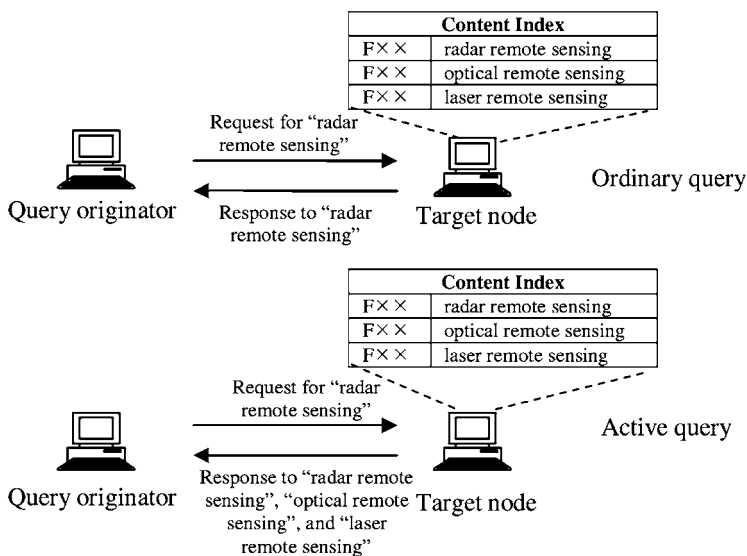 Content Index
F×× radar remote sensing
F×× optical remote sensing
F×× laser remote sensing
Request for “radar
remote sensing”
Ordinary query
Query originator
Response to “radar
remote sensing”
Target node
Content Index
F×× radar remote sensing
F×× optical remote sensing
F×× laser remote sensing
Request for “radar
remote sensing”
Active query
Query originator
Response to “radar remote
sensing”, “optical remote
sensing”, and “laser
remote sensing”
Target node